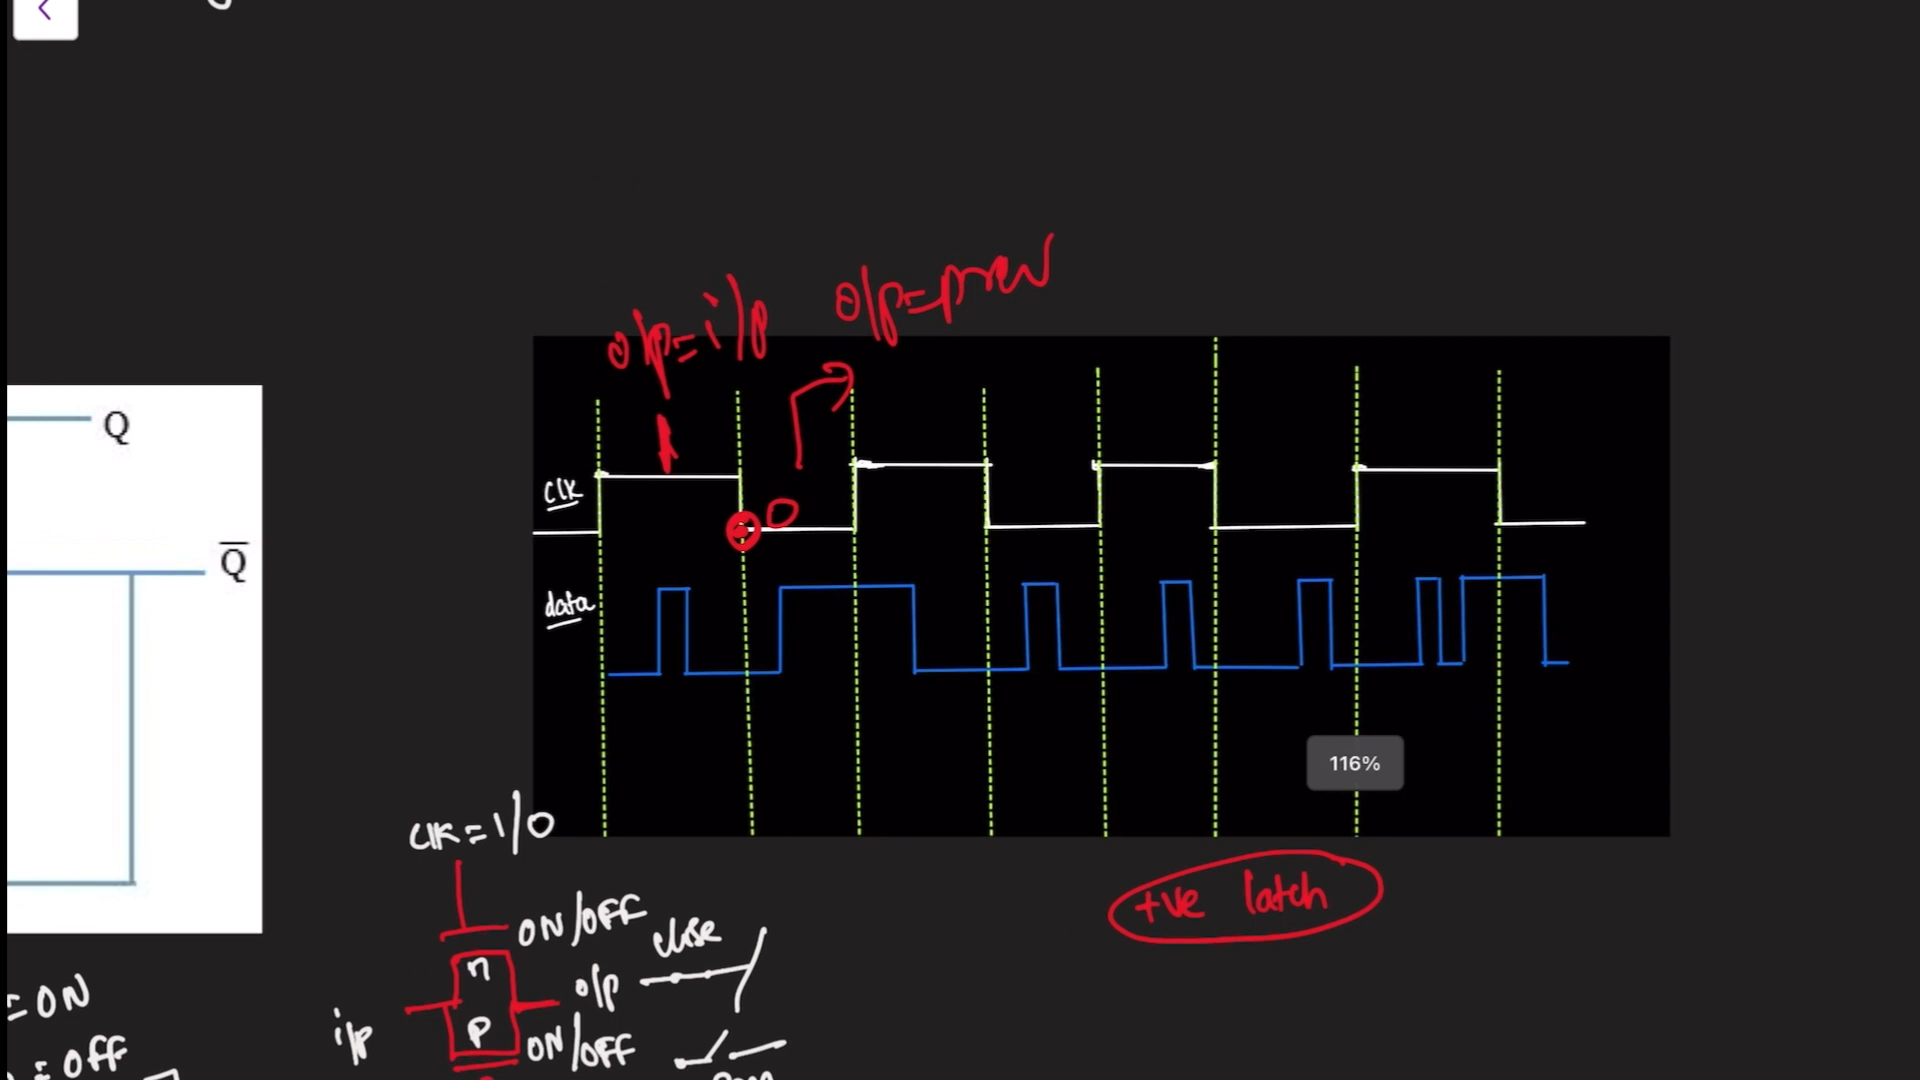 o/p=i/p
o/p=prev
Q
clk
0
Q̅
data
116%
clk=1/0
+ve latch
ON/OFF
close
n
=ON
o/p
i/p
p
ON/OFF
=OFF